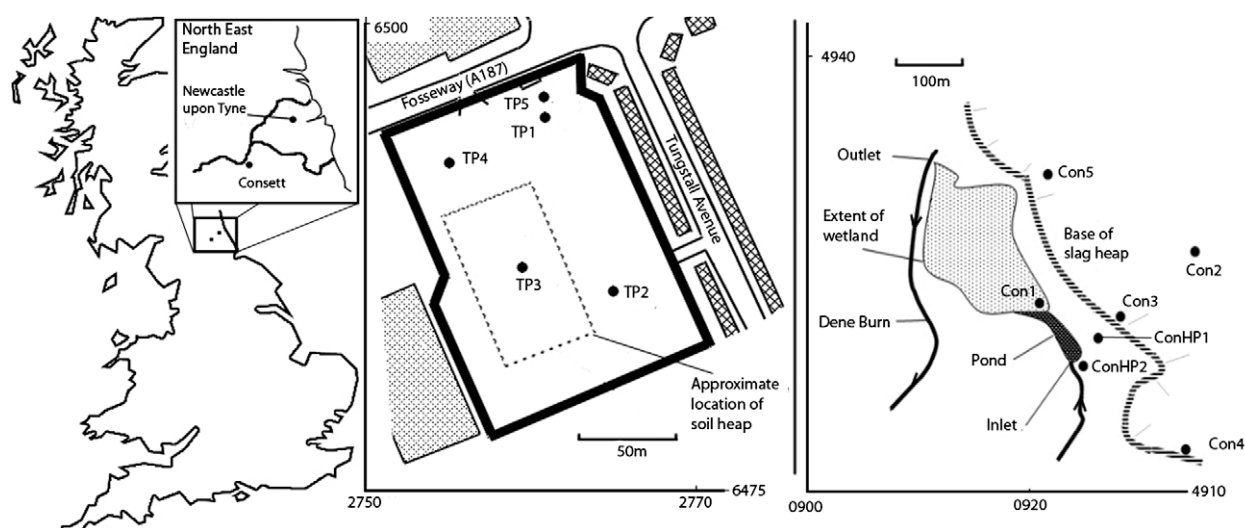 North East
England
Newcastle
upon Tyne
Consett
6500
Fosseway (A187)
TP5
TP1
TP4
TP3
TP2
Tungstall Avenue
Approximate
location of
soil heap
50m
2750
2770
6475
4940
100m
Outlet
Con5
Extent of
wetland
Base of
slag heap
Con2
Con1
Con3
Dene Burn
ConHP1
Pond
ConHP2
Inlet
Con4
0900
0920
4910